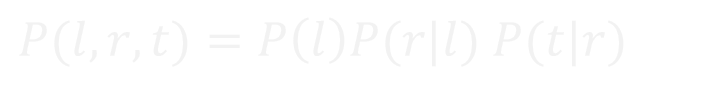 P(l,r,t) = P(l)P(r|l) P(t|r)